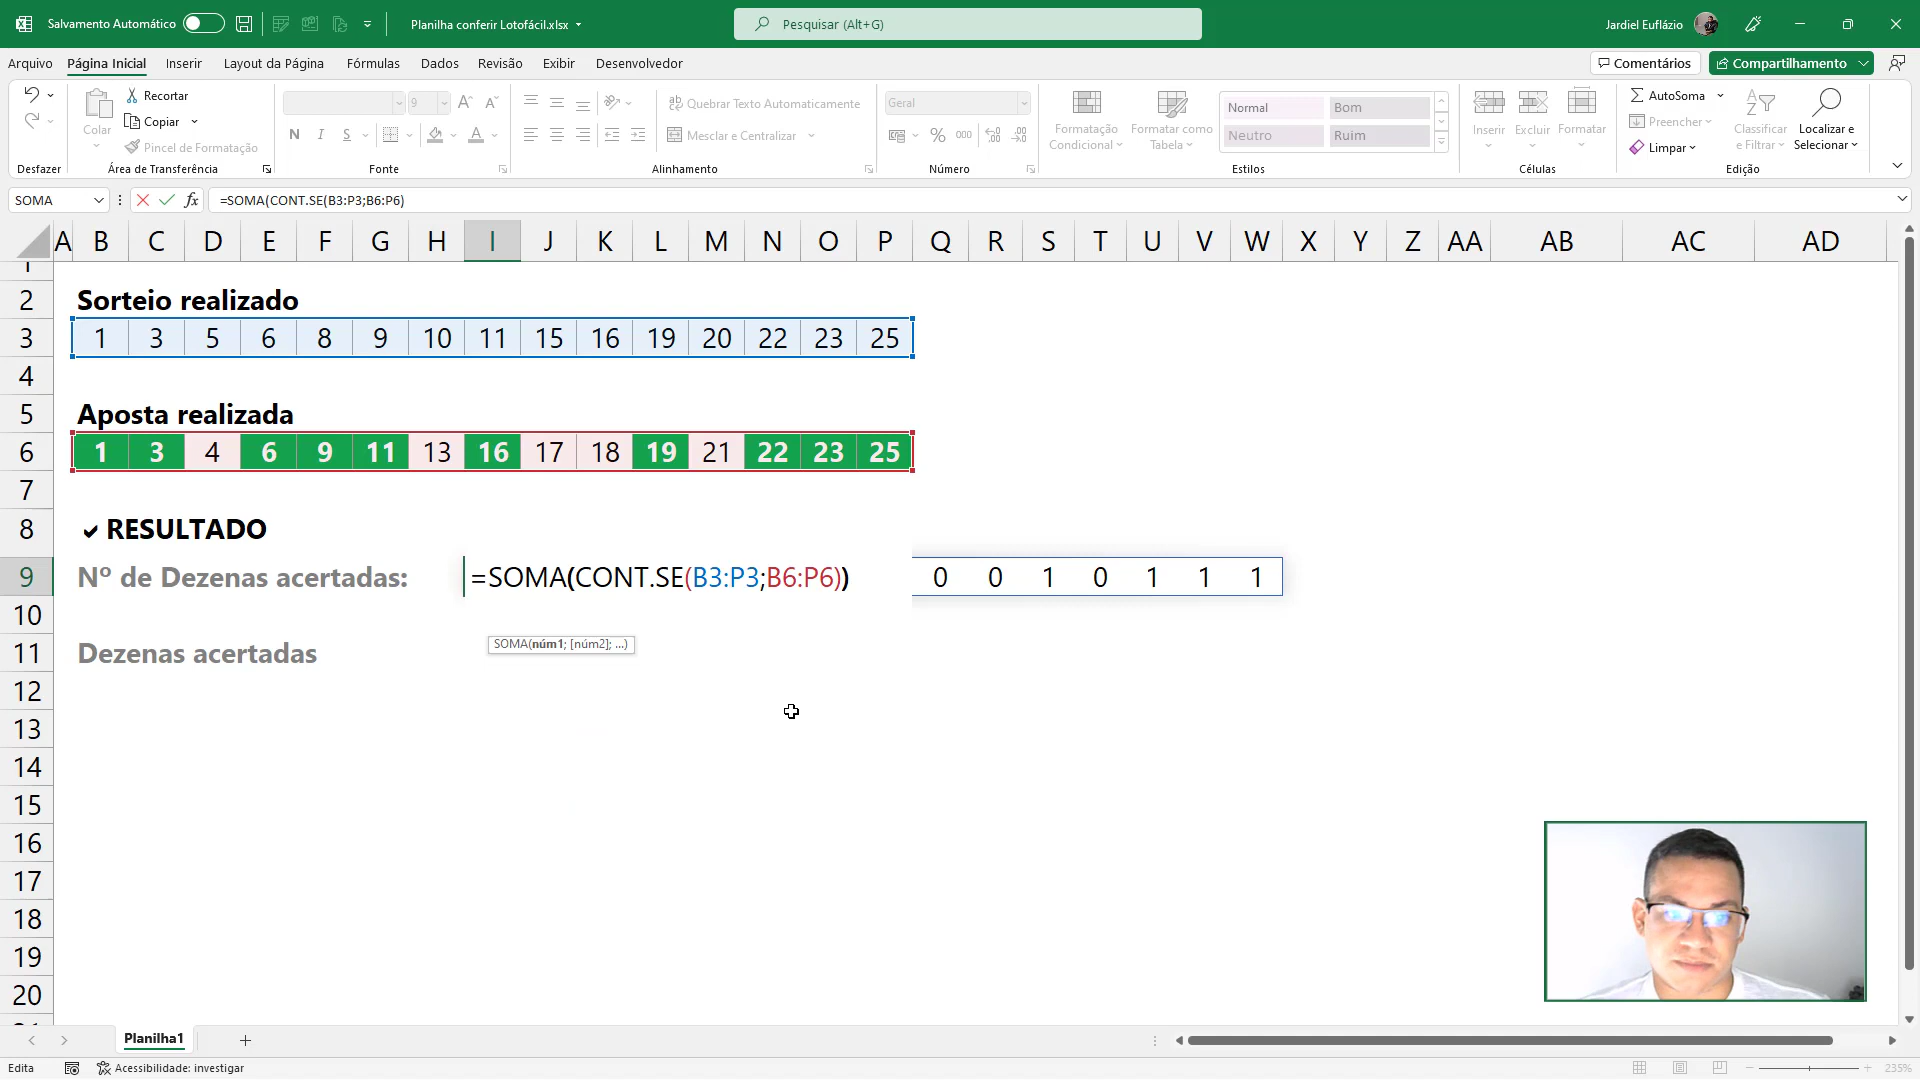 Salvamento Automático
Planilha conferir Lotofácil.xlsx
Pesquisar (Alt+G)
Jardiel Euflázio
Arquivo Página Inicial Inserir Layout da Página Fórmulas Dados Revisão Exibir Desenvolvedor
Comentários Compartilhamento
Colar
Recortar
Copiar
Pincel de Formatação
9
N I S
Quebrar Texto Automaticamente
Mesclar e Centralizar
Geral
% 000
Formatação Condicional
Formatar como Tabela
Normal Bom
Neutro Ruim
Inserir Excluir Formatar
AutoSoma
Preencher
Limpar
Classificar e Filtrar
Localizar e Selecionar
Desfazer Área de Transferência Fonte Alinhamento Número Estilos Células Edição
SOMA fx =SOMA(CONT.SE(B3:P3;B6:P6)
A B C D E F G H I J K L M N O P Q R S T U V W X Y Z AA AB AC AD
1
2 Sorteio realizado
3 1 3 5 6 8 9 10 11 15 16 19 20 22 23 25
4
5 Aposta realizada
6 1 3 4 6 9 11 13 16 17 18 19 21 22 23 25
7
8 RESULTADO
9 Nº de Dezenas acertadas: =SOMA(CONT.SE(B3:P3;B6:P6)) 0 0 1 0 1 1 1
10
SOMA(núm1; [núm2]; ...)
11 Dezenas acertadas
12
13
14
15
16
17
18
19
20
Planilha1
Edita Acessibilidade: investigar 235%